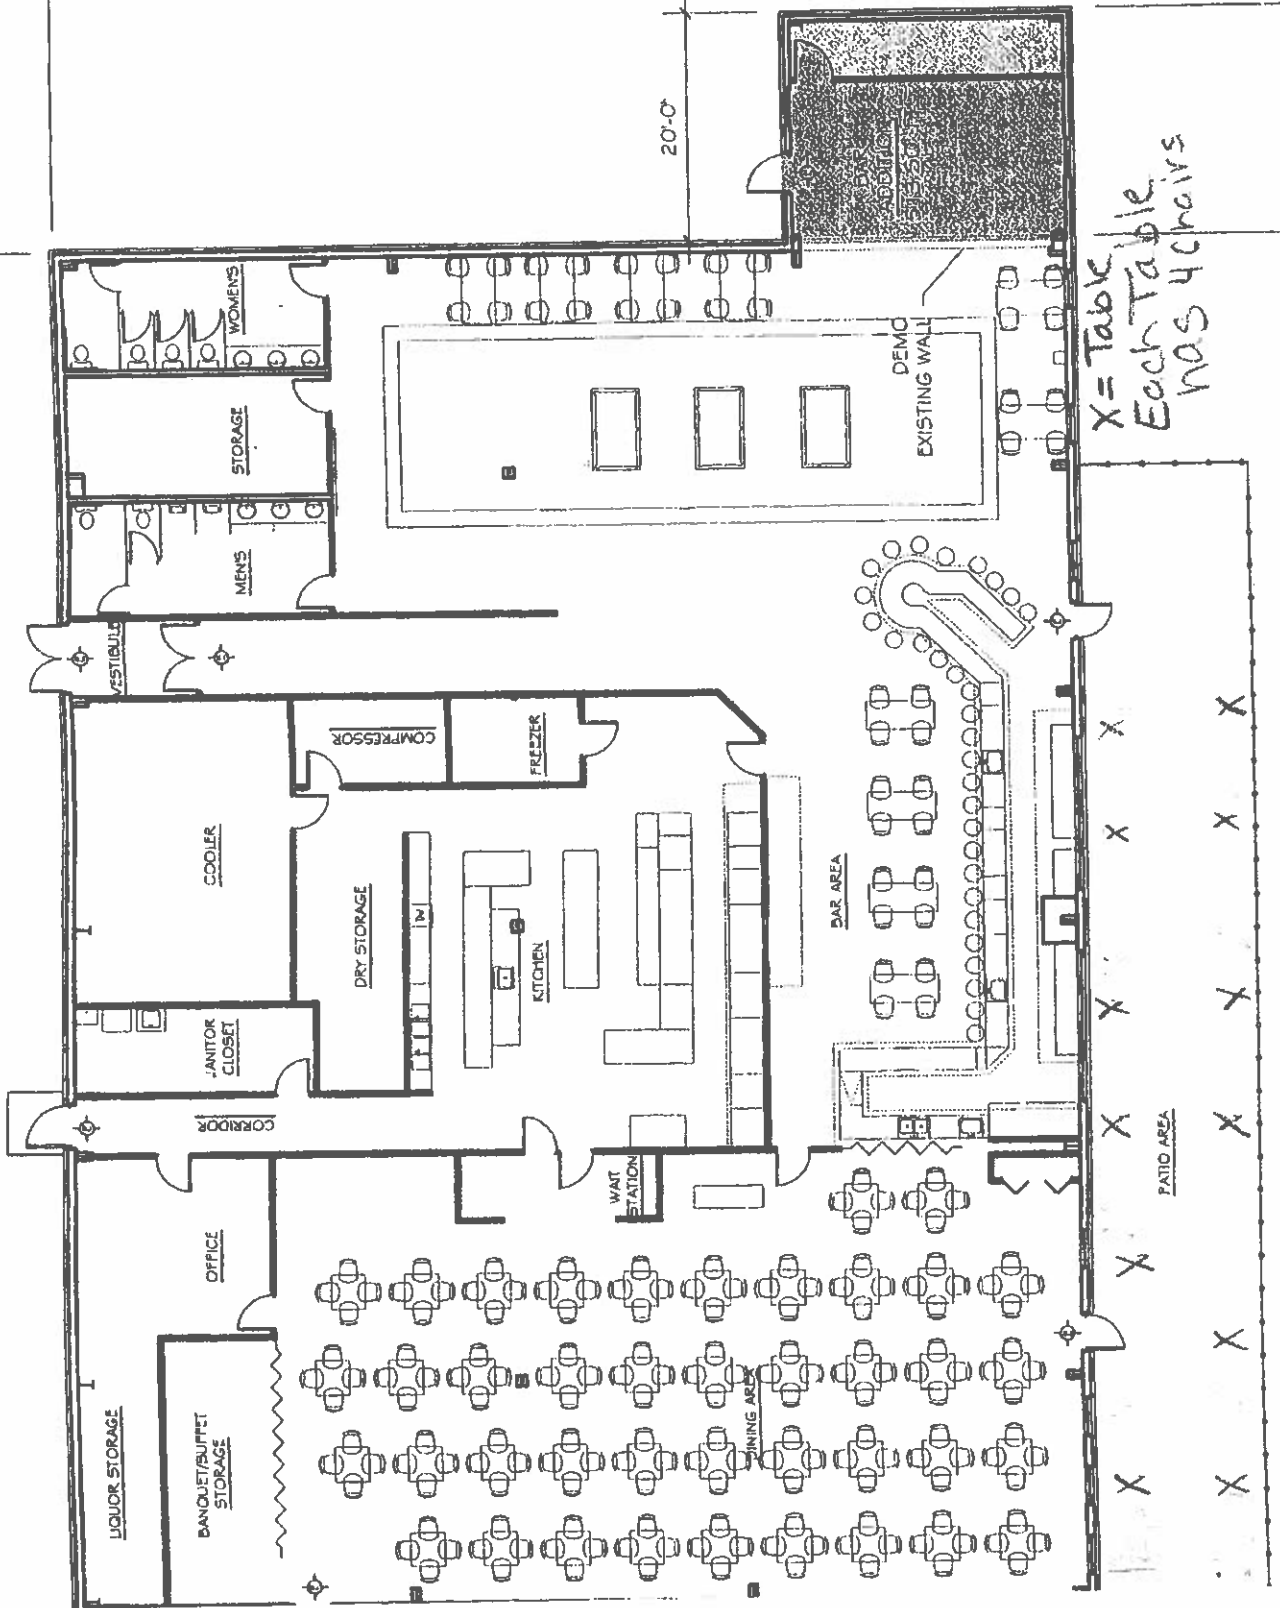 20'-0"
BAR
ADDITION
WOMEN'S
STORAGE
MEN'S
VESTIBULE
DEMO
EXISTING WALL
X = Table
Each Table
has 4 Chairs
COMPRESSOR
FREEZER
COOLER
DRY STORAGE
KITCHEN
BAR AREA
JANITOR
CLOSET
CORRIDOR
WAIT
STATION
OFFICE
PATIO AREA
LIQUOR STORAGE
BANQUET/BUFFET
STORAGE
DINING AREA
X X
X X
X X
X X
X X
X X